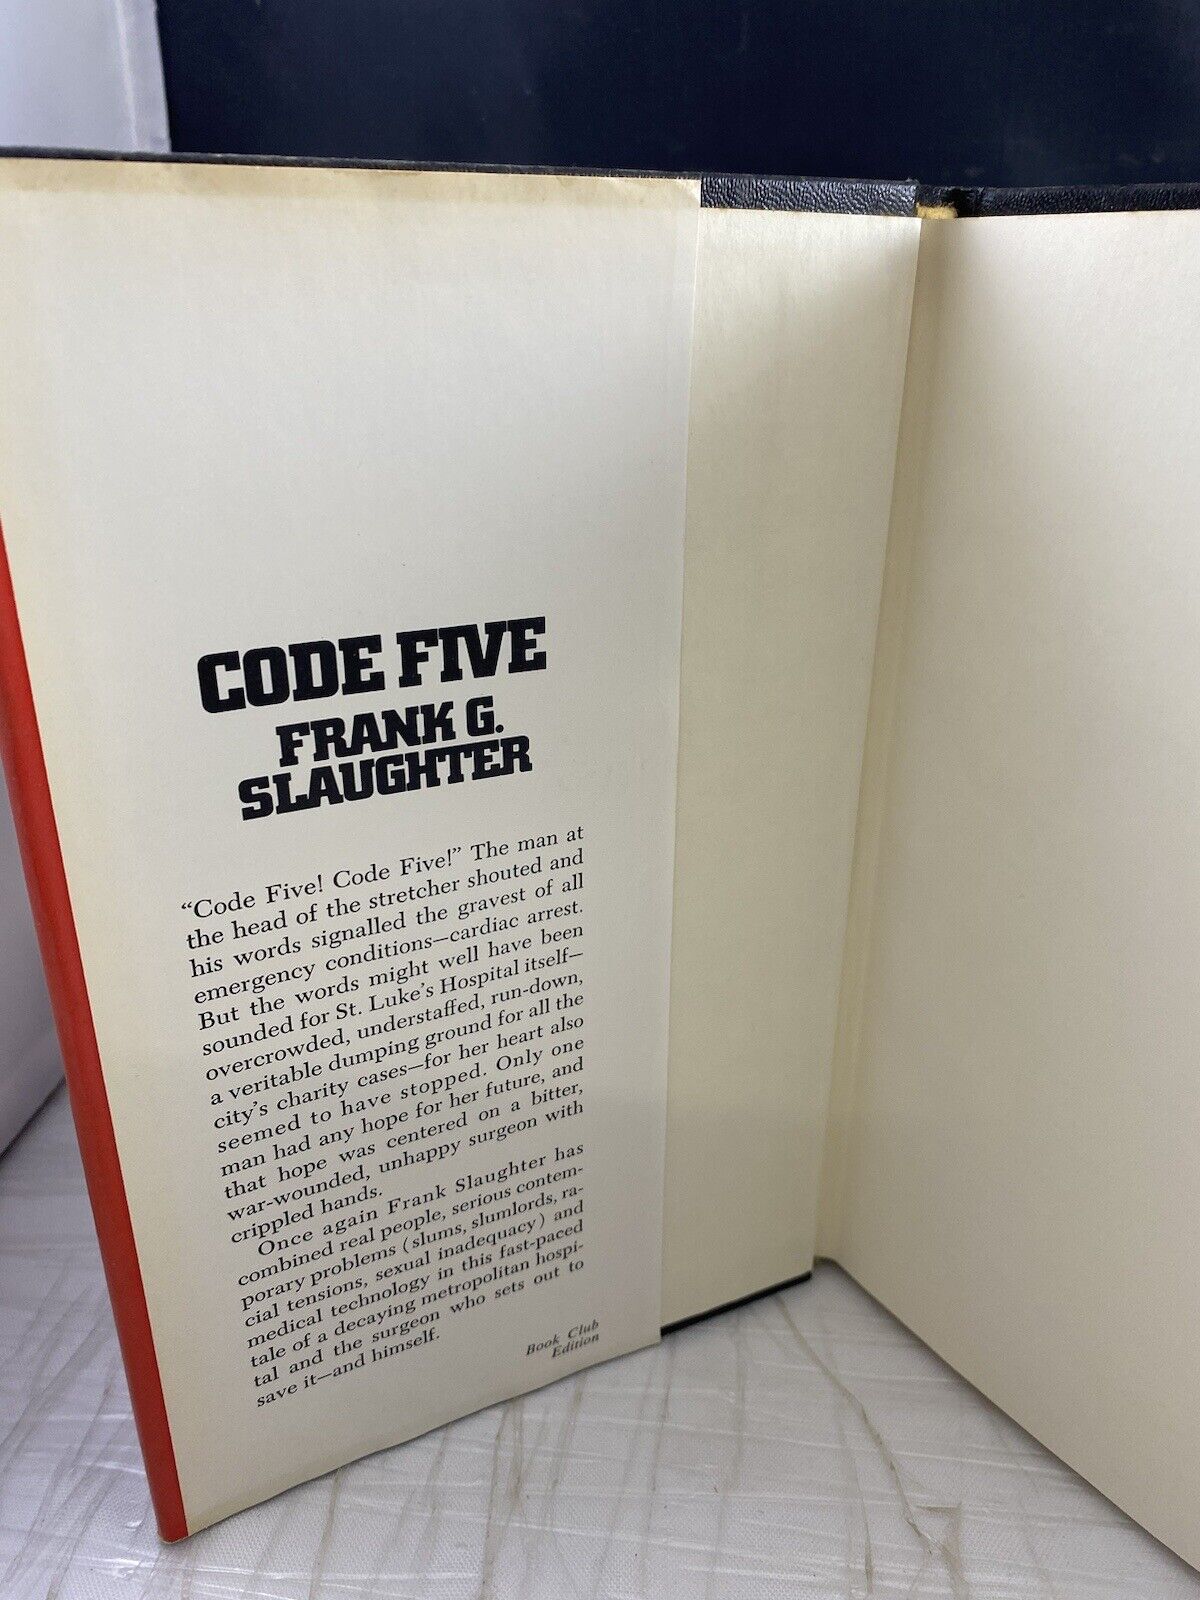 CODE FIVE
FRANK G.
SLAUGHTER
“Code Five! Code Five!” The man at
the head of the stretcher shouted and
his words signalled the gravest of all
emergency conditions—cardiac arrest.
But the words might well have been
sounded for St. Luke’s Hospital itself—
overcrowded, understaffed, run-down,
a veritable dumping ground for all the
city’s charity cases—for her heart also
seemed to have stopped. Only one
man had any hope for her future, and
that hope was centered on a bitter,
war-wounded, unhappy surgeon with
crippled hands.
Once again Frank Slaughter has
combined real people, serious contem-
porary problems (slums, slumlords, ra-
cial tensions, sexual inadequacy) and
medical technology in this fast-paced
tale of a decaying metropolitan hospi-
tal and the surgeon who sets out to
save it—and himself.
Book Club
Edition